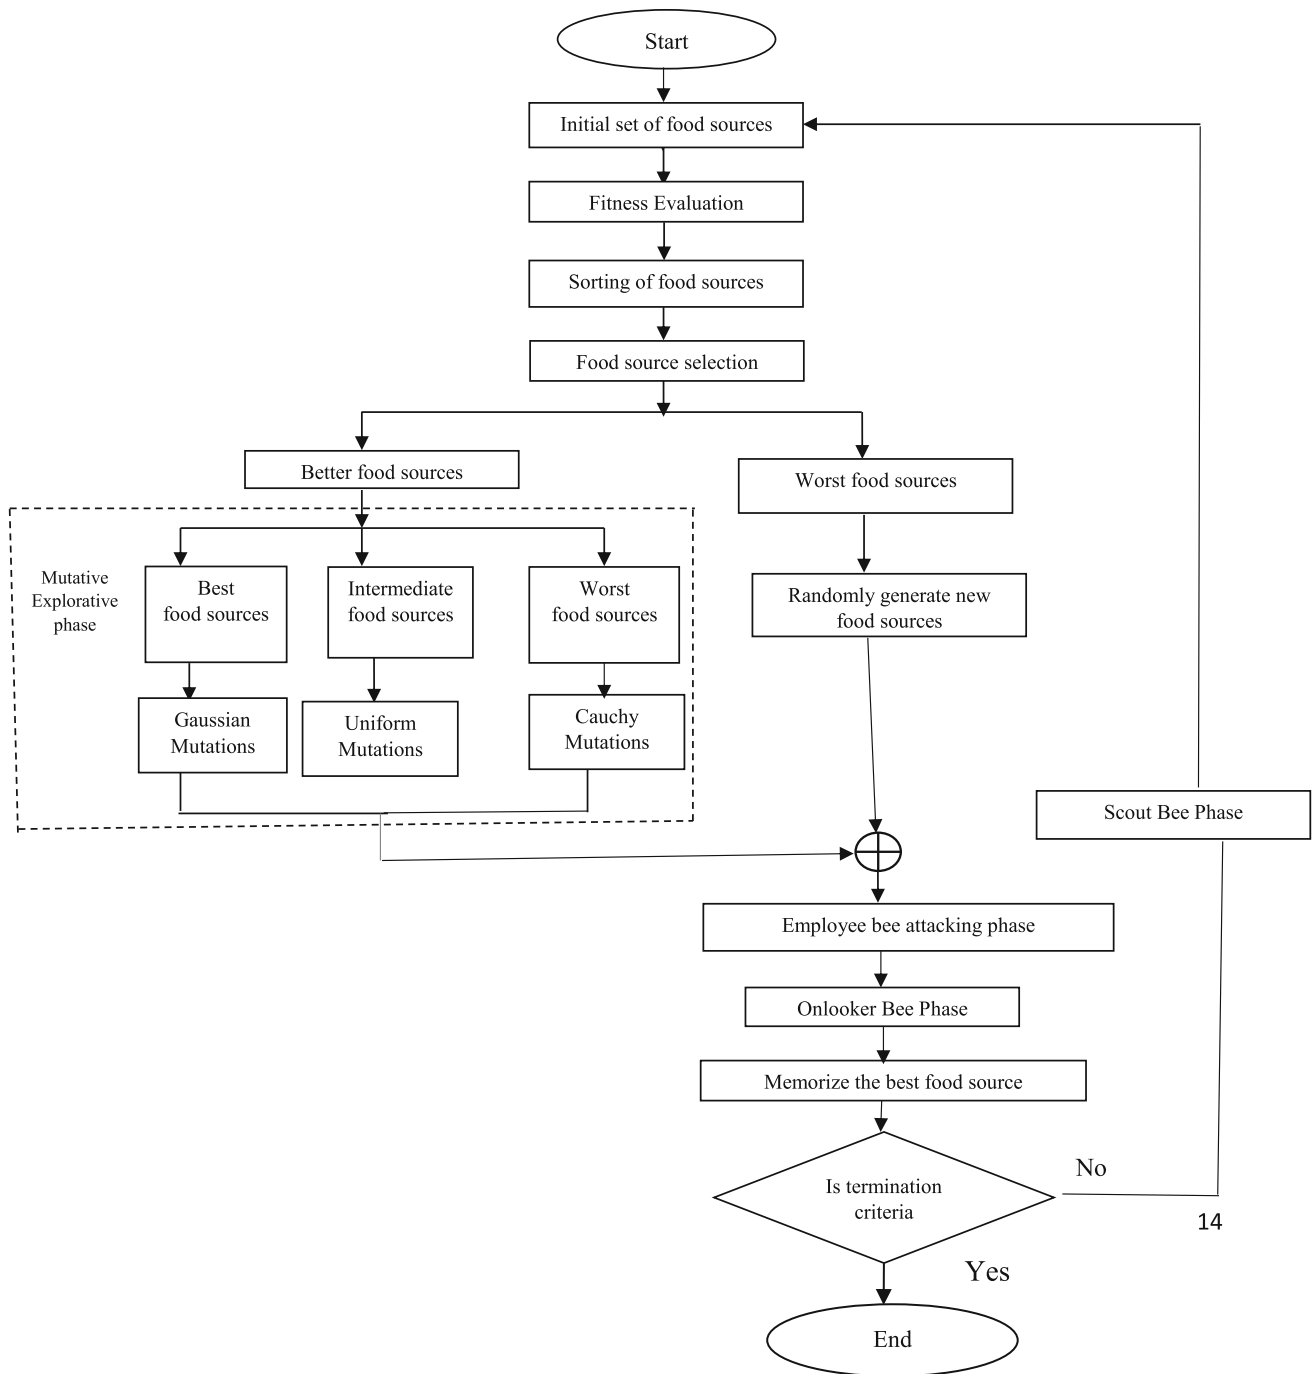 Start
Initial set of food sources
Fitness Evaluation
Sorting of food sources
Food source selection
Better food sources
Worst food sources
Mutative
Explorative
phase
Best
food sources
Intermediate
food sources
Worst
food sources
Randomly generate new
food sources
Gaussian
Mutations
Uniform
Mutations
Cauchy
Mutations
Scout Bee Phase
Employee bee attacking phase
Onlooker Bee Phase
Memorize the best food source
Is termination
criteria
No
14
Yes
End